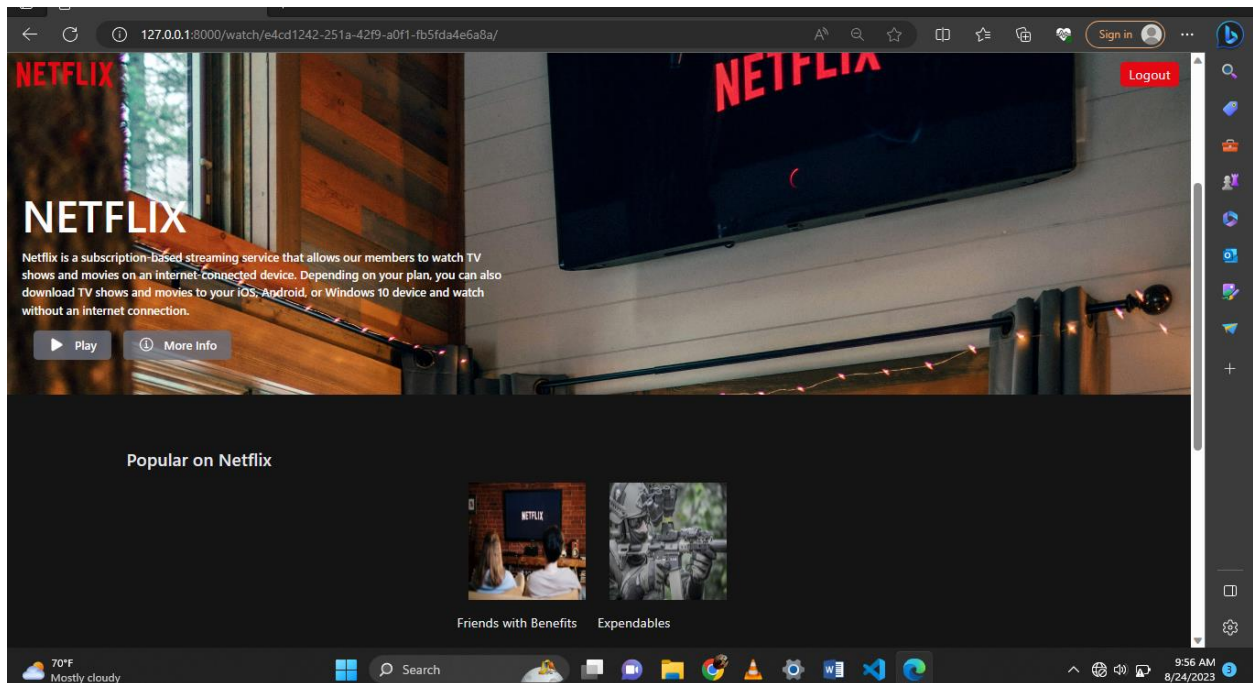 127.0.0.1:8000/watch/e4cd1242-251a-42f9-a0f1-fb5fda4e6a8a/
Sign in
NETFLIX
NETFLIX
Logout
NETFLIX
Netflix is a subscription-based streaming service that allows our members to watch TV
shows and movies on an internet-connected device. Depending on your plan, you can also
download TV shows and movies to your iOS, Android, or Windows 10 device and watch
without an internet connection.
Play
More Info
Popular on Netflix
NETFLIX
Friends with Benefits
Expendables
70°F
Mostly cloudy
Search
9:56 AM
8/24/2023
3